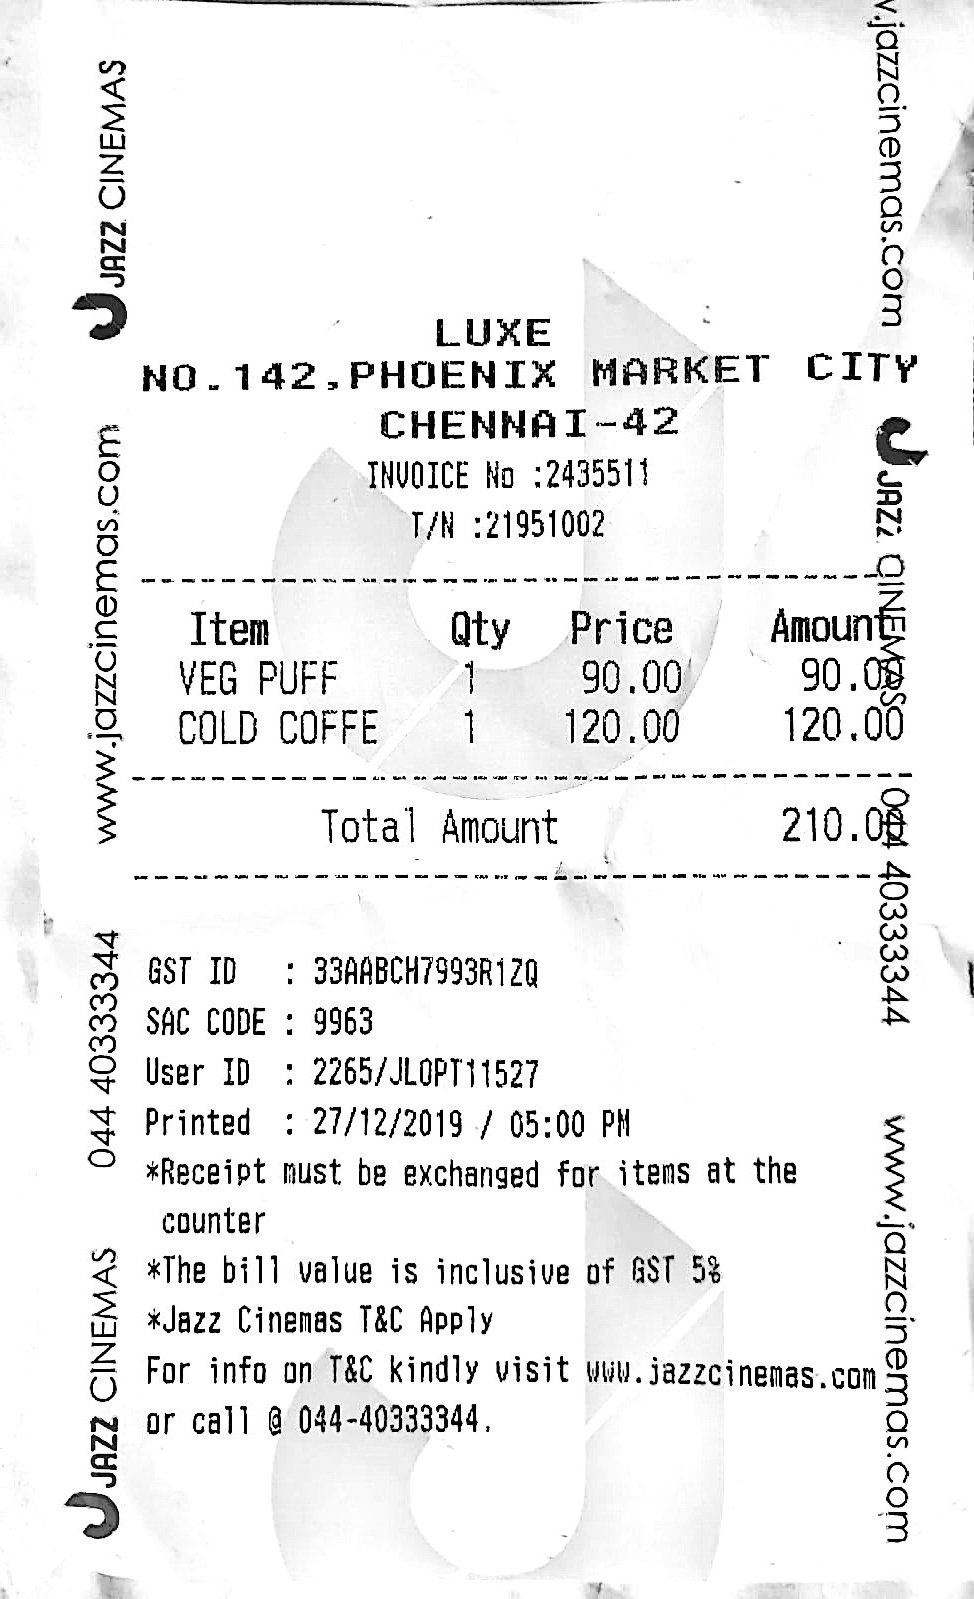 LUXE
NO.142,PHOENIX MARKET CITY
CHENNAI-42
INVOICE No :2435511
T/N :21951002
Item Qty Price Amount
VEG PUFF 1 90.00 90.00
COLD COFFE 1 120.00 120.00
Total Amount 210.00
GST ID : 33AABCH7993R1ZQ
SAC CODE : 9963
User ID : 2265/JLOPT11527
Printed : 27/12/2019 / 05:00 PM
*Receipt must be exchanged for items at the
counter
*The bill value is inclusive of GST 5%
*Jazz Cinemas T&C Apply
For info on T&C kindly visit www.jazzcinemas.com
or call @ 044-40333344.
JAZZ CINEMAS
044 40333344
www.jazzcinemas.com
JAZZ CINEMAS
w.jazzcinemas.com
JAZZ CINEMAS
044 40333344
www.jazzcinemas.com